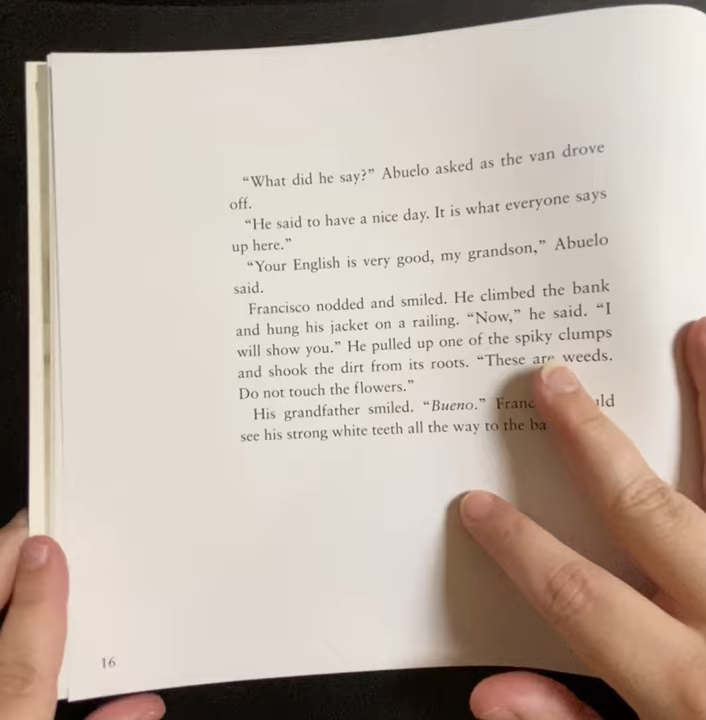 “What did he say?” Abuelo asked as the van drove
off.
“He said to have a nice day. It is what everyone says
up here.”
“Your English is very good, my grandson,” Abuelo
said.
Francisco nodded and smiled. He climbed the bank
and hung his jacket on a railing. “Now,” he said. “I
will show you.” He pulled up one of the spiky clumps
and shook the dirt from its roots. “These are weeds.
Do not touch the flowers.”
His grandfather smiled. “Bueno.”
see his strong white teeth all the way to the
16